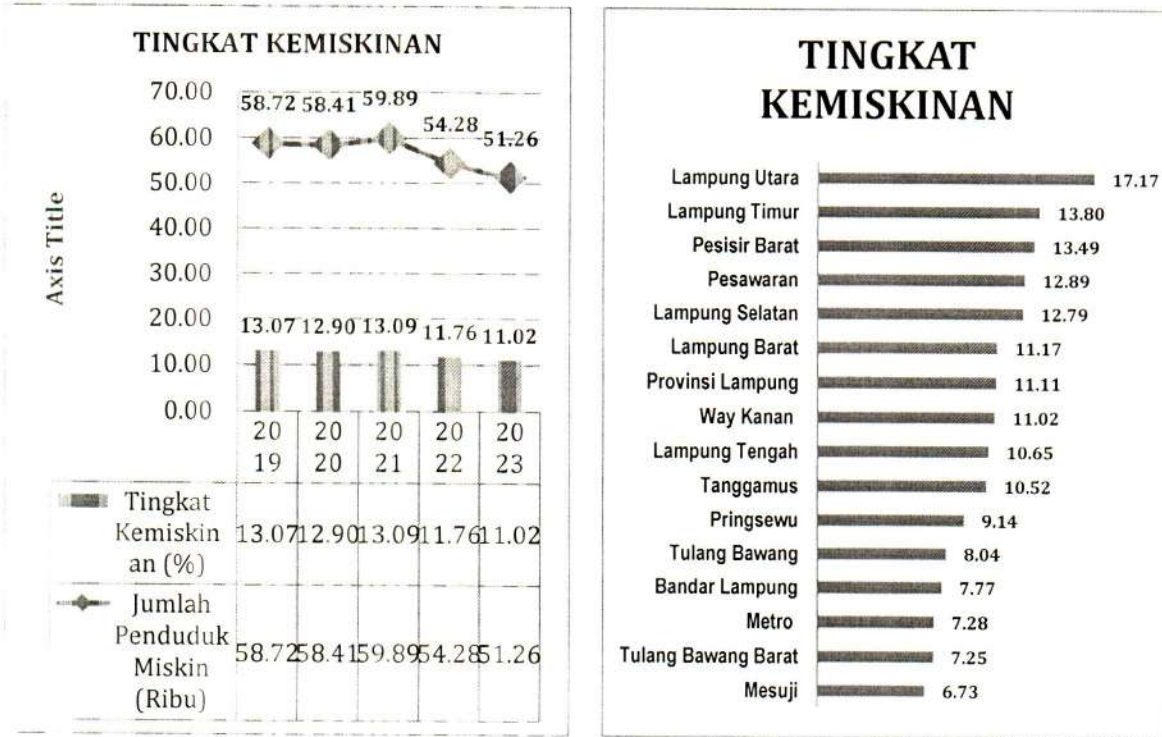 TINGKAT KEMISKINAN
70.00
60.00
50.00
40.00
30.00
20.00
10.00
0.00
Axis Title
58.72 58.41 59.89 54.28 51.26
13.07 12.90 13.09 11.76 11.02
20 20 20 20 20
19 20 21 22 23
Tingkat
Kemiskin
an (%)
13.07 12.90 13.09 11.76 11.02
Jumlah
Penduduk
Miskin
(Ribu)
58.72 58.41 59.89 54.28 51.26
TINGKAT
KEMISKINAN
Lampung Utara 17.17
Lampung Timur 13.80
Pesisir Barat 13.49
Pesawaran 12.89
Lampung Selatan 12.79
Lampung Barat 11.17
Provinsi Lampung 11.11
Way Kanan 11.02
Lampung Tengah 10.65
Tanggamus 10.52
Pringsewu 9.14
Tulang Bawang 8.04
Bandar Lampung 7.77
Metro 7.28
Tulang Bawang Barat 7.25
Mesuji 6.73